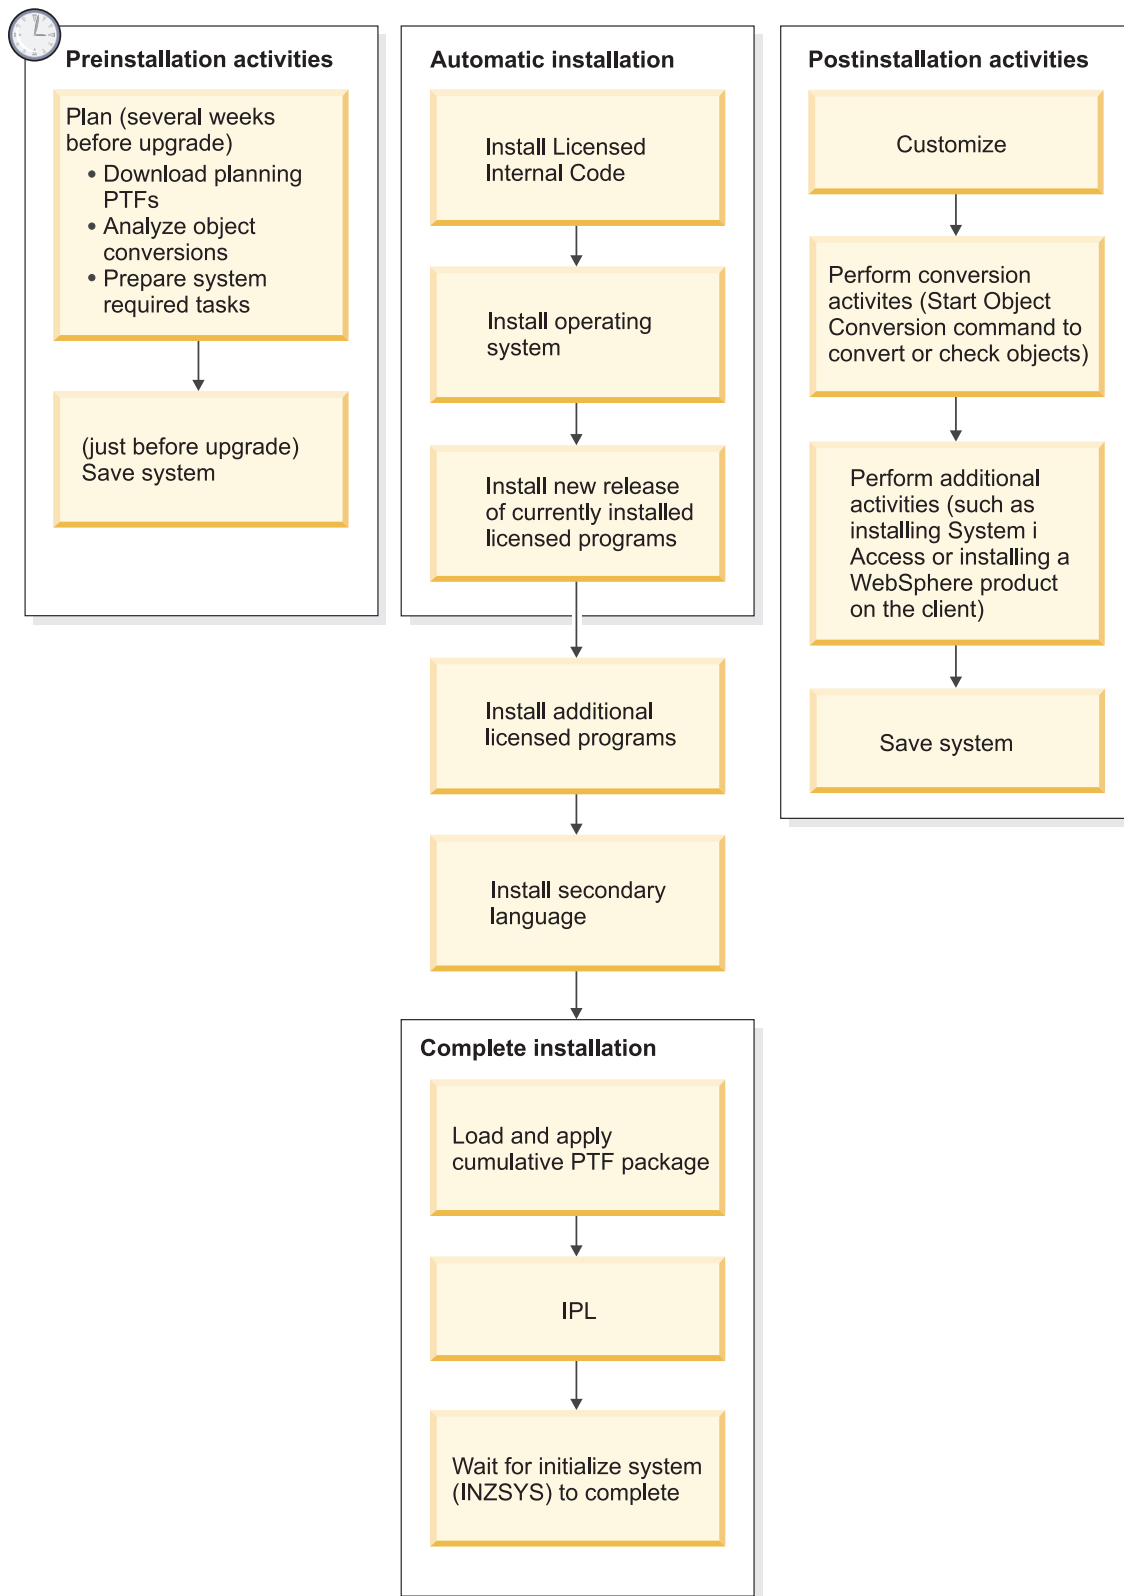 Preinstallation activities
Plan (several weeks
before upgrade)
• Download planning
PTFs
• Analyze object
conversions
• Prepare system
required tasks
(just before upgrade)
Save system
Automatic installation
Install Licensed
Internal Code
Install operating
system
Install new release
of currently installed
licensed programs
Install additional
licensed programs
Install secondary
language
Complete installation
Load and apply
cumulative PTF package
IPL
Wait for initialize system
(INZSYS) to complete
Postinstallation activities
Customize
Perform conversion
activites (Start Object
Conversion command to
convert or check objects)
Perform additional
activities (such as
installing System i
Access or installing a
WebSphere product
on the client)
Save system